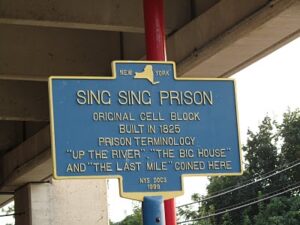 NEW YORK
SING SING PRISON
ORIGINAL CELL BLOCK
BUILT IN 1825
PRISON TERMINOLOGY
"UP THE RIVER", "THE BIG HOUSE"
AND "THE LAST MILE" COINED HERE
NYS DOCS
1999